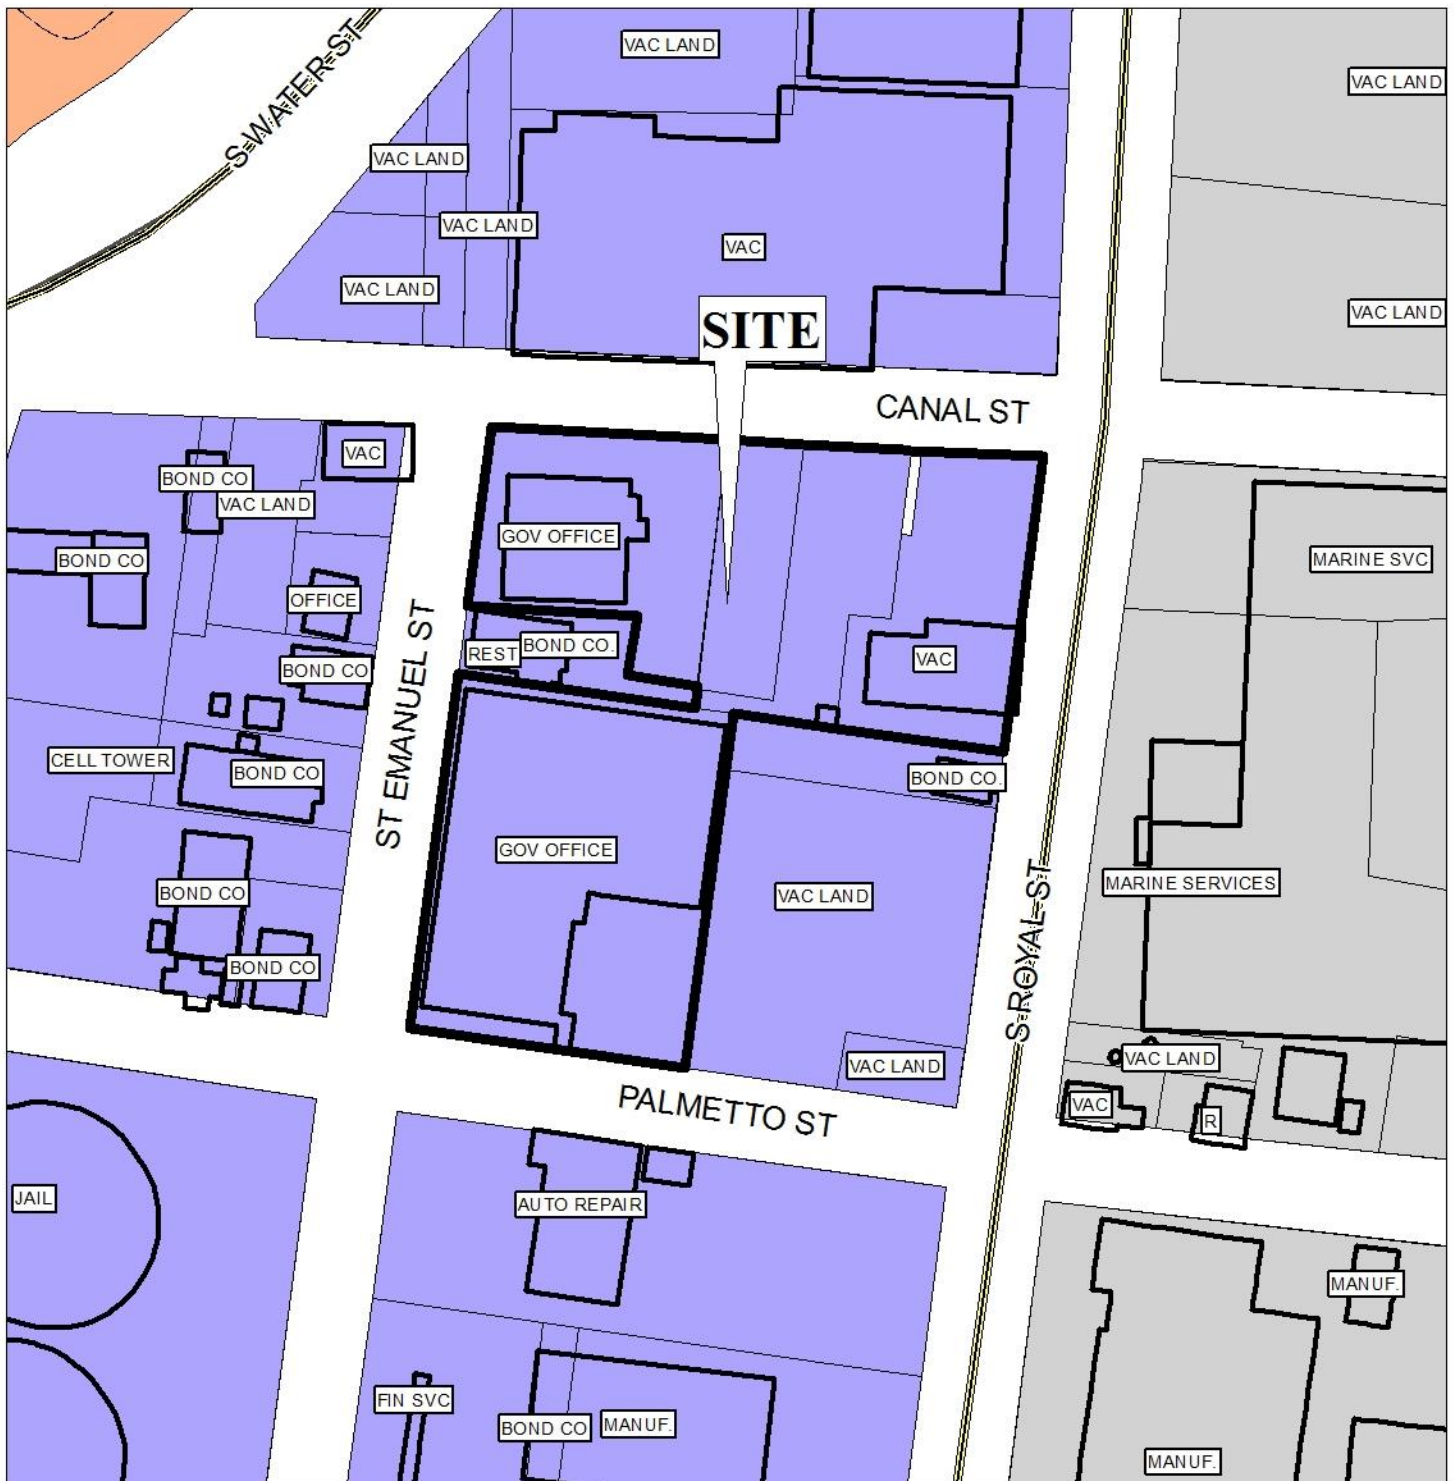 VAC LAND
S WATER ST
VAC LAND
VAC LAND
VAC LAND
VAC
VAC LAND
VAC LAND
SITE
CANAL ST
VAC
BOND CO
VAC LAND
GOV OFFICE
BOND CO
MARINE SVC
OFFICE
REST
BOND CO.
VAC
BOND CO
ST EMANUEL ST
CELL TOWER
BOND CO
BOND CO.
GOV OFFICE
BOND CO
VAC LAND
MARINE SERVICES
S ROYAL ST
BOND CO
VAC LAND
VAC LAND
PALMETTO ST
VAC
R
JAIL
AUTO REPAIR
MANUF.
FIN SVC
BOND CO
MANUF.
MANUF.